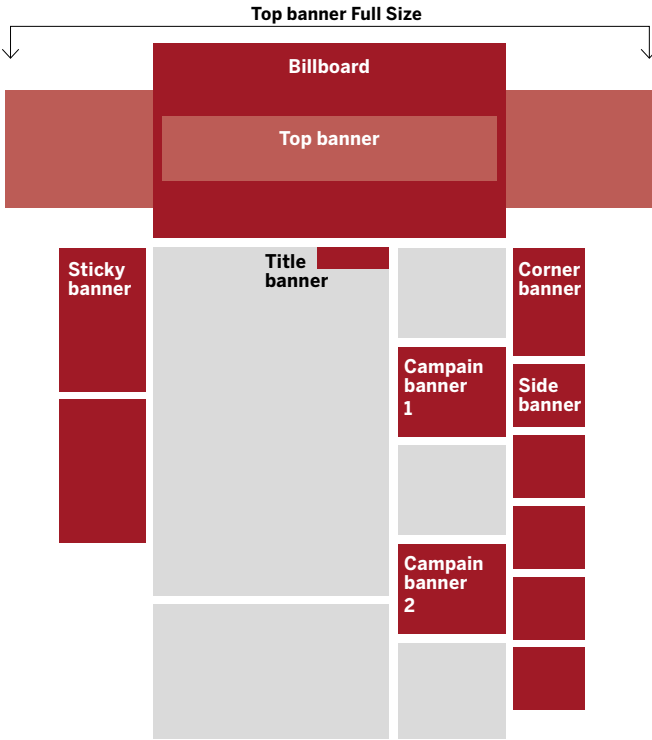 Top banner Full Size
Billboard
Top banner
Sticky
banner
Title
banner
Corner
banner
Campain
banner
1
Side
banner
Campain
banner
2